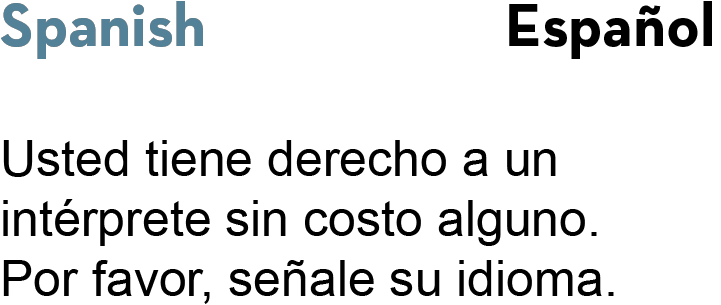 Spanish Español
Usted tiene derecho a un
intérprete sin costo alguno.
Por favor, señale su idioma.